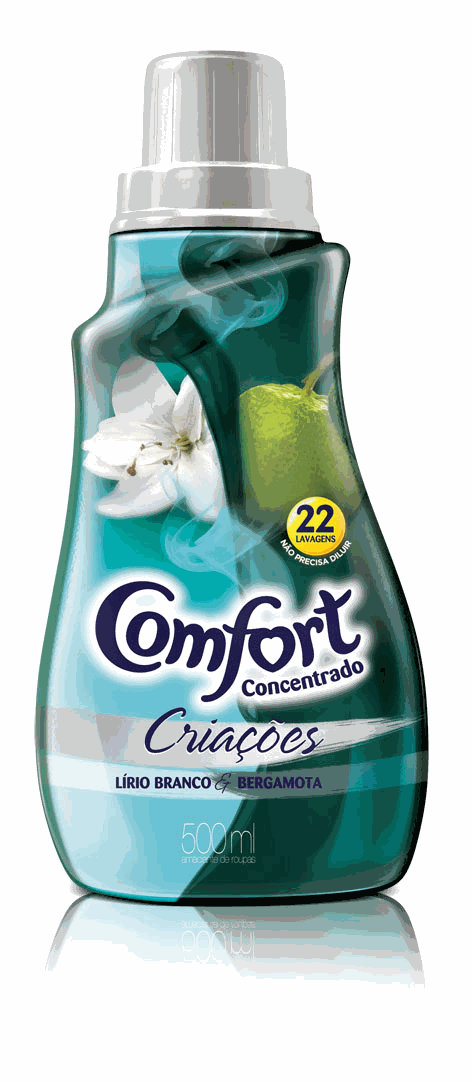 22
LAVAGENS
NÃO PRECISA DILUIR
Comfort
Concentrado
Criações
LÍRIO BRANCO & BERGAMOTA
500ml
amaciante de roupas